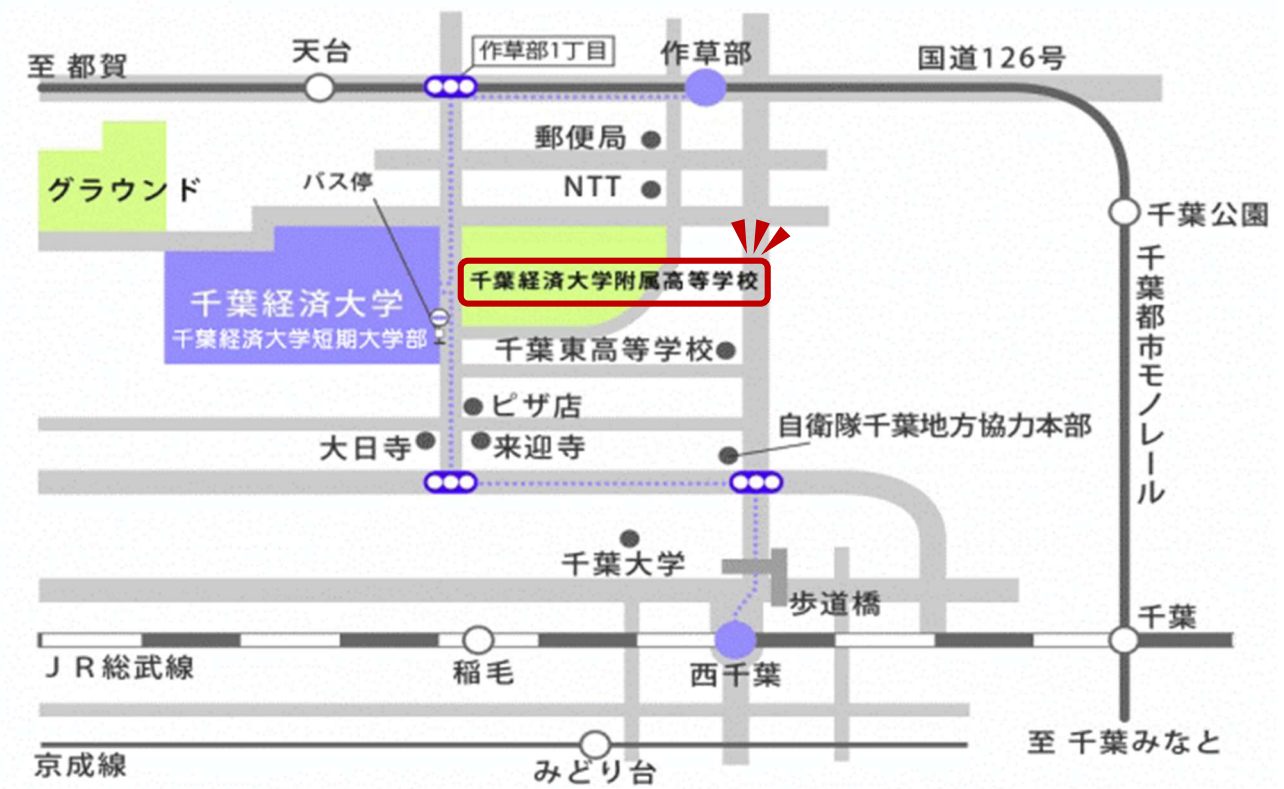 天台
作草部1丁目
作草部
国道126号
至 都賀
郵便局
バス停
NTT
グラウンド
千葉公園
千葉都市モノレール
千葉経済大学附属高等学校
千葉経済大学
千葉経済大学短期大学部
千葉東高等学校
ピザ店
自衛隊千葉地方協力本部
大日寺
来迎寺
千葉大学
歩道橋
千葉
JR総武線
稲毛
西千葉
至 千葉みなと
京成線
みどり台